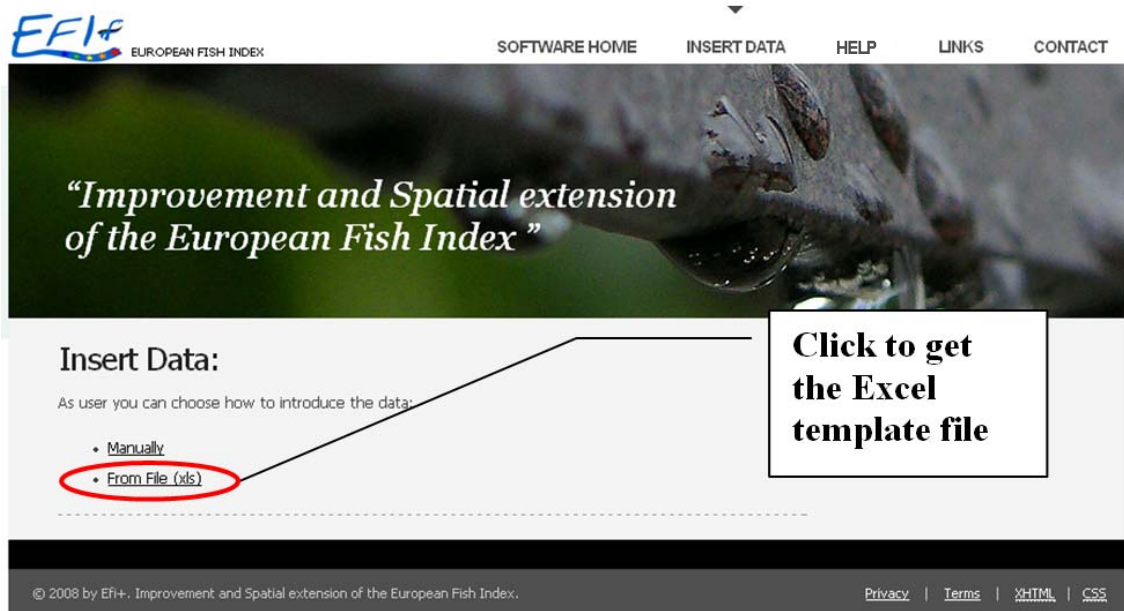 EFI+ EUROPEAN FISH INDEX
SOFTWARE HOME INSERT DATA HELP LINKS CONTACT
“Improvement and Spatial extension
of the European Fish Index ”
Insert Data:
As user you can choose how to introduce the data:
• Manually
• From File (xls)
Click to get
the Excel
template file
© 2008 by Efi+. Improvement and Spatial extension of the European Fish Index.
Privacy | Terms | XHTML | CSS